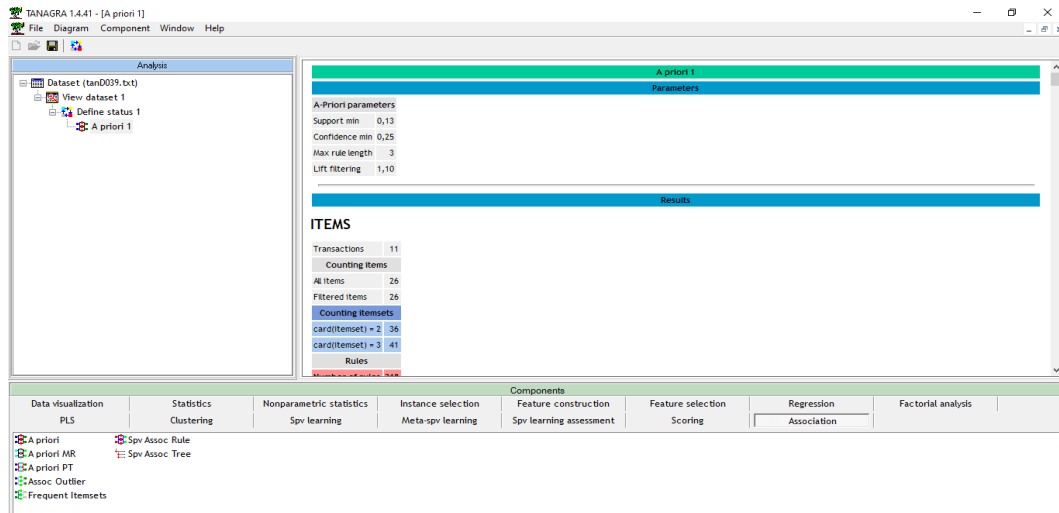 TANAGRA 1.4.41 - [A priori 1]
File Diagram Component Window Help
Analysis
Dataset (tanD039.txt)
View dataset 1
Define status 1
A priori 1
A priori 1
Parameters
A-Priori parameters
Support min 0,13
Confidence min 0,25
Max rule length 3
Lift filtering 1,10
Results
ITEMS
Transactions 11
Counting items
All items 26
Filtered items 26
Counting itemsets
card(itemset) = 2 36
card(itemset) = 3 41
Rules
Components
Data visualization Statistics Nonparametric statistics Instance selection Feature construction Feature selection Regression Factorial analysis
PLS Clustering Spv learning Meta-spv learning Spv learning assessment Scoring Association
A priori Spv Assoc Rule
A priori MR Spv Assoc Tree
A priori PT
Assoc Outlier
Frequent Itemsets